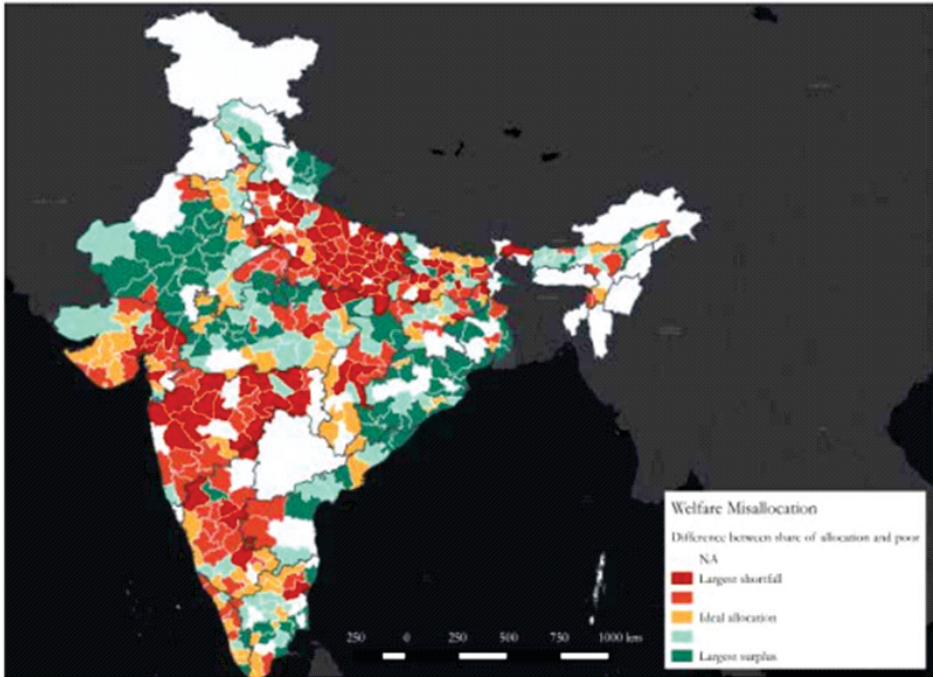 Welfare Misallocation
Difference between share of allocation and poor
NA
Largest shortfall
Ideal allocation
Largest surplus
250 0 250 500 750 1000 km